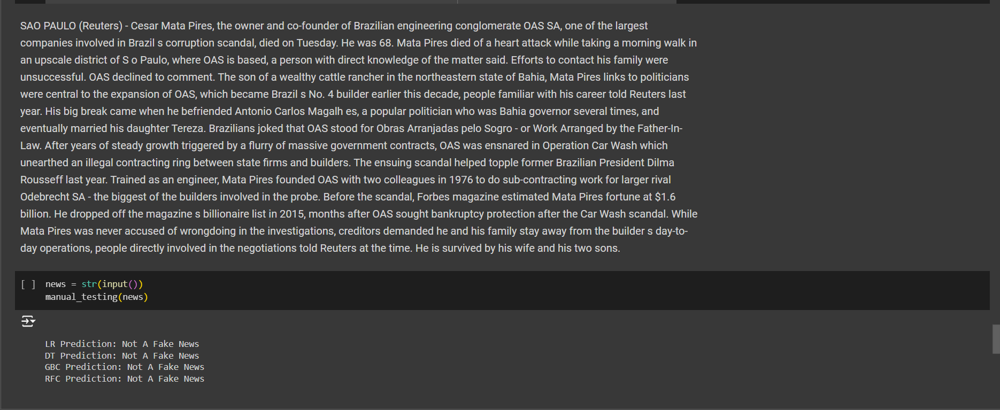 SAO PAULO (Reuters) - Cesar Mata Pires, the owner and co-founder of Brazilian engineering conglomerate OAS SA, one of the largest
companies involved in Brazil s corruption scandal, died on Tuesday. He was 68. Mata Pires died of a heart attack while taking a morning walk in
an upscale district of S o Paulo, where OAS is based, a person with direct knowledge of the matter said. Efforts to contact his family were
unsuccessful. OAS declined to comment. The son of a wealthy cattle rancher in the northeastern state of Bahia, Mata Pires links to politicians
were central to the expansion of OAS, which became Brazil s No. 4 builder earlier this decade, people familiar with his career told Reuters last
year. His big break came when he befriended Antonio Carlos Magalh es, a popular politician who was Bahia governor several times, and
eventually married his daughter Tereza. Brazilians joked that OAS stood for Obras Arranjadas pelo Sogro - or Work Arranged by the Father-In-
Law. After years of steady growth triggered by a flurry of massive government contracts, OAS was ensnared in Operation Car Wash which
unearthed an illegal contracting ring between state firms and builders. The ensuing scandal helped topple former Brazilian President Dilma
Rousseff last year. Trained as an engineer, Mata Pires founded OAS with two colleagues in 1976 to do sub-contracting work for larger rival
Odebrecht SA - the biggest of the builders involved in the probe. Before the scandal, Forbes magazine estimated Mata Pires fortune at $1.6
billion. He dropped off the magazine s billionaire list in 2015, months after OAS sought bankruptcy protection after the Car Wash scandal. While
Mata Pires was never accused of wrongdoing in the investigations, creditors demanded he and his family stay away from the builder s day-to-
day operations, people directly involved in the negotiations told Reuters at the time. He is survived by his wife and his two sons.
[ ] news = str(input())
manual_testing(news)
LR Prediction: Not A Fake News
DT Prediction: Not A Fake News
GBC Prediction: Not A Fake News
RFC Prediction: Not A Fake News